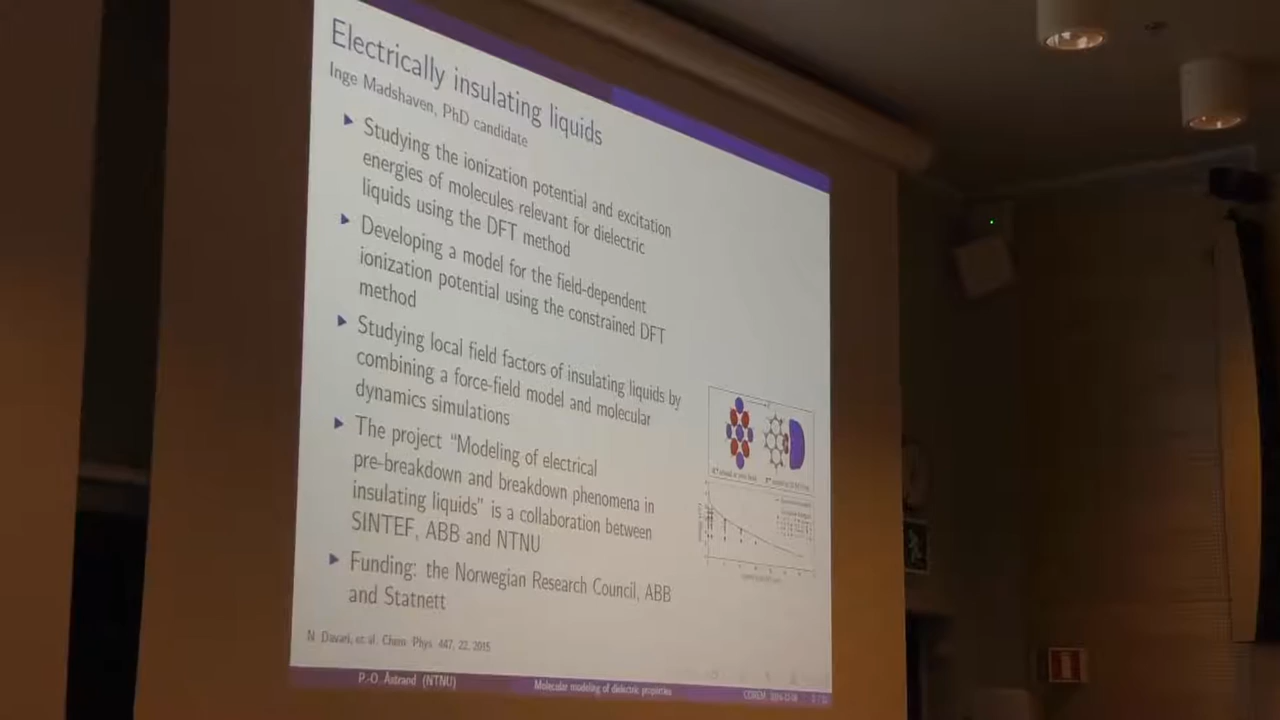 Electrically insulating liquids
Inge Madshaven, PhD candidate
Studying the ionization potential and excitation
energies of molecules relevant for dielectric
liquids using the DFT method
Developing a model for the field-dependent
ionization potential using the constrained DFT
method
Studying local field factors of insulating liquids by
combining a force-field model and molecular
dynamics simulations
The project "Modeling of electrical
pre-breakdown and breakdown phenomena in
insulating liquids" is a collaboration between
SINTEF, ABB and NTNU
Funding: the Norwegian Research Council, ABB
and Statnett
N. Davari, et. al. Chem. Phys. 447, 22, 2015
P.-O. Åstrand (NTNU)
Molecular modeling of dielectric properties